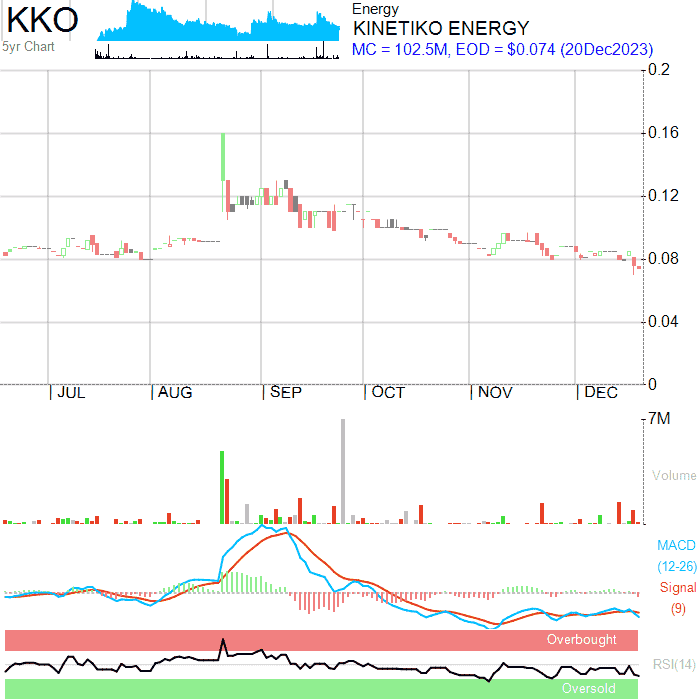 KKO
5yr Chart
Energy
KINETIKO ENERGY
MC = 102.5M, EOD = $0.074 (20Dec2023)
0.2
0.16
0.12
0.08
0.04
0
JUL
AUG
SEP
OCT
NOV
DEC
7M
Volume
MACD
(12-26)
Signal
(9)
Overbought
RSI(14)
Oversold